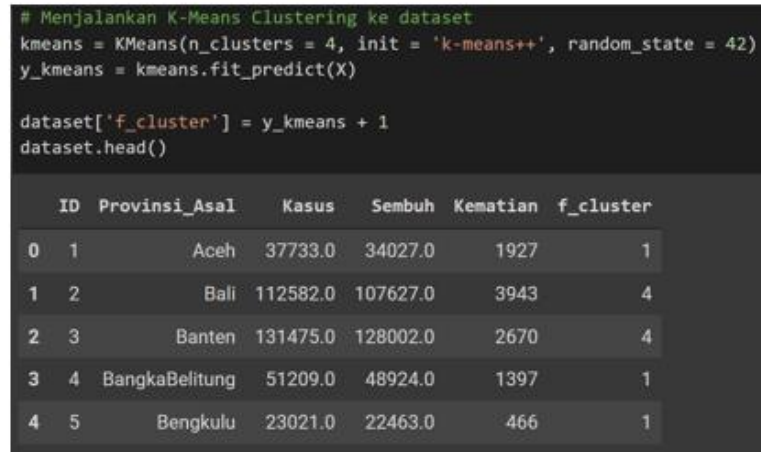 # Menjalankan K-Means Clustering ke dataset
kmeans = KMeans(n_clusters = 4, init = 'k-means++', random_state = 42)
y_kmeans = kmeans.fit_predict(X)
dataset['f_cluster'] = y_kmeans + 1
dataset.head()
ID Provinsi_Asal Kasus Sembuh Kematian f_cluster
0 1 Aceh 37733.0 34027.0 1927 1
1 2 Bali 112582.0 107627.0 3943 4
2 3 Banten 131475.0 128002.0 2670 4
3 4 BangkaBelitung 51209.0 48924.0 1397 1
4 5 Bengkulu 23021.0 22463.0 466 1